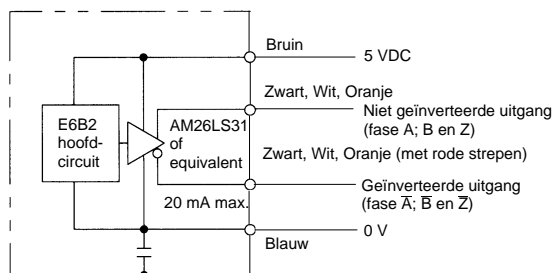 Bruin
5 VDC
Zwart, Wit, Oranje
Niet geïnverteerde uitgang
(fase A; B en Z)
E6B2
hoofd-
circuit
AM26LS31
of
equivalent
Zwart, Wit, Oranje (met rode strepen)
20 mA max.
Geïnverteerde uitgang
(fase A̅; B̅ en Z̅)
0 V
Blauw